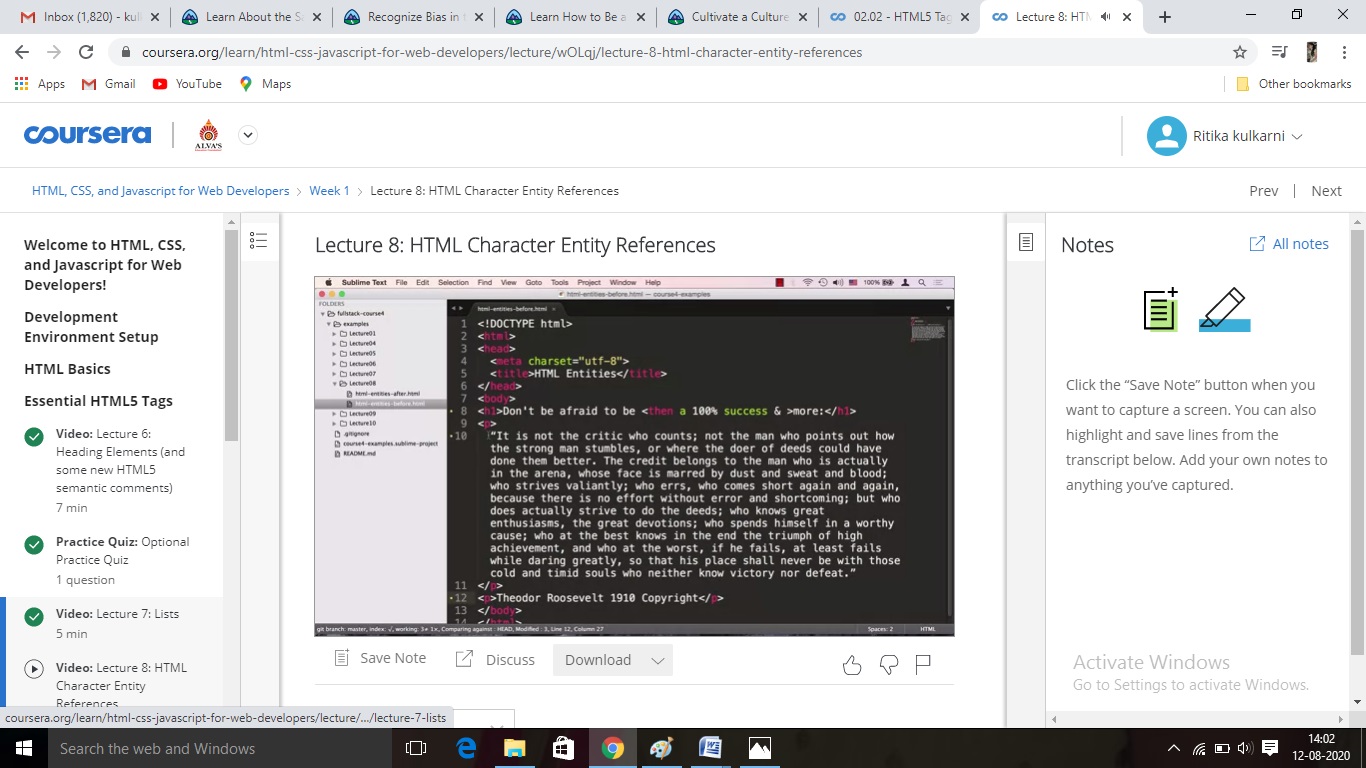 Inbox (1,820) - kul
Learn About the S
Recognize Bias in
Learn How to Be a
Cultivate a Culture
02.02 - HTML5 Tag
Lecture 8: HTM
coursera.org/learn/html-css-javascript-for-web-developers/lecture/wOLqj/lecture-8-html-character-entity-references
Apps
Gmail
YouTube
Maps
Other bookmarks
coursera
ALVA'S
Ritika kulkarni
HTML, CSS, and Javascript for Web Developers > Week 1 > Lecture 8: HTML Character Entity References
Prev | Next
Welcome to HTML, CSS,
and Javascript for Web
Developers!
Development
Environment Setup
HTML Basics
Essential HTML5 Tags
Video: Lecture 6:
Heading Elements (and
some new HTML5
semantic comments)
7 min
Practice Quiz: Optional
Practice Quiz
1 question
Video: Lecture 7: Lists
5 min
Video: Lecture 8: HTML
Character Entity
References
coursera.org/learn/html-css-javascript-for-web-developers/lecture/.../lecture-7-lists
Lecture 8: HTML Character Entity References
Sublime Text File Edit Selection Find View Goto Tools Project Window Help
100%
html-entities-before.html — course4-examples
FOLDERS
fullstack-course4
examples
Lecture01
Lecture04
Lecture05
Lecture06
Lecture07
Lecture08
html-entities-after.html
html-entities-before.html
Lecture09
Lecture10
.gitignore
course4-examples.sublime-project
README.md
html-entities-before.html
1 <!DOCTYPE html>
2 <html>
3 <head>
4 <meta charset="utf-8">
5 <title>HTML Entities</title>
6 </head>
7 <body>
8 <h1>Don't be afraid to be <then a 100% success & >more:</h1>
9 <p>
10 “It is not the critic who counts; not the man who points out how
the strong man stumbles, or where the doer of deeds could have
done them better. The credit belongs to the man who is actually
in the arena, whose face is marred by dust and sweat and blood;
who strives valiantly; who errs, who comes short again and again,
because there is no effort without error and shortcoming; but who
does actually strive to do the deeds; who knows great
enthusiasms, the great devotions; who spends himself in a worthy
cause; who at the best knows in the end the triumph of high
achievement, and who at the worst, if he fails, at least fails
while daring greatly, so that his place shall never be with those
cold and timid souls who neither know victory nor defeat.”
11 </p>
12 <p>Theodor Roosevelt 1910 Copyright</p>
13 </body>
14 </html>
git branch: master, index: √, working: 3≠ 1×, Comparing against : HEAD, Modified : 3, Line 12, Column 27
Spaces: 2
HTML
Save Note
Discuss
Download
Notes
All notes
Click the “Save Note” button when you
want to capture a screen. You can also
highlight and save lines from the
transcript below. Add your own notes to
anything you’ve captured.
Activate Windows
Go to Settings to activate Windows.
Search the web and Windows
14:02
12-08-2020